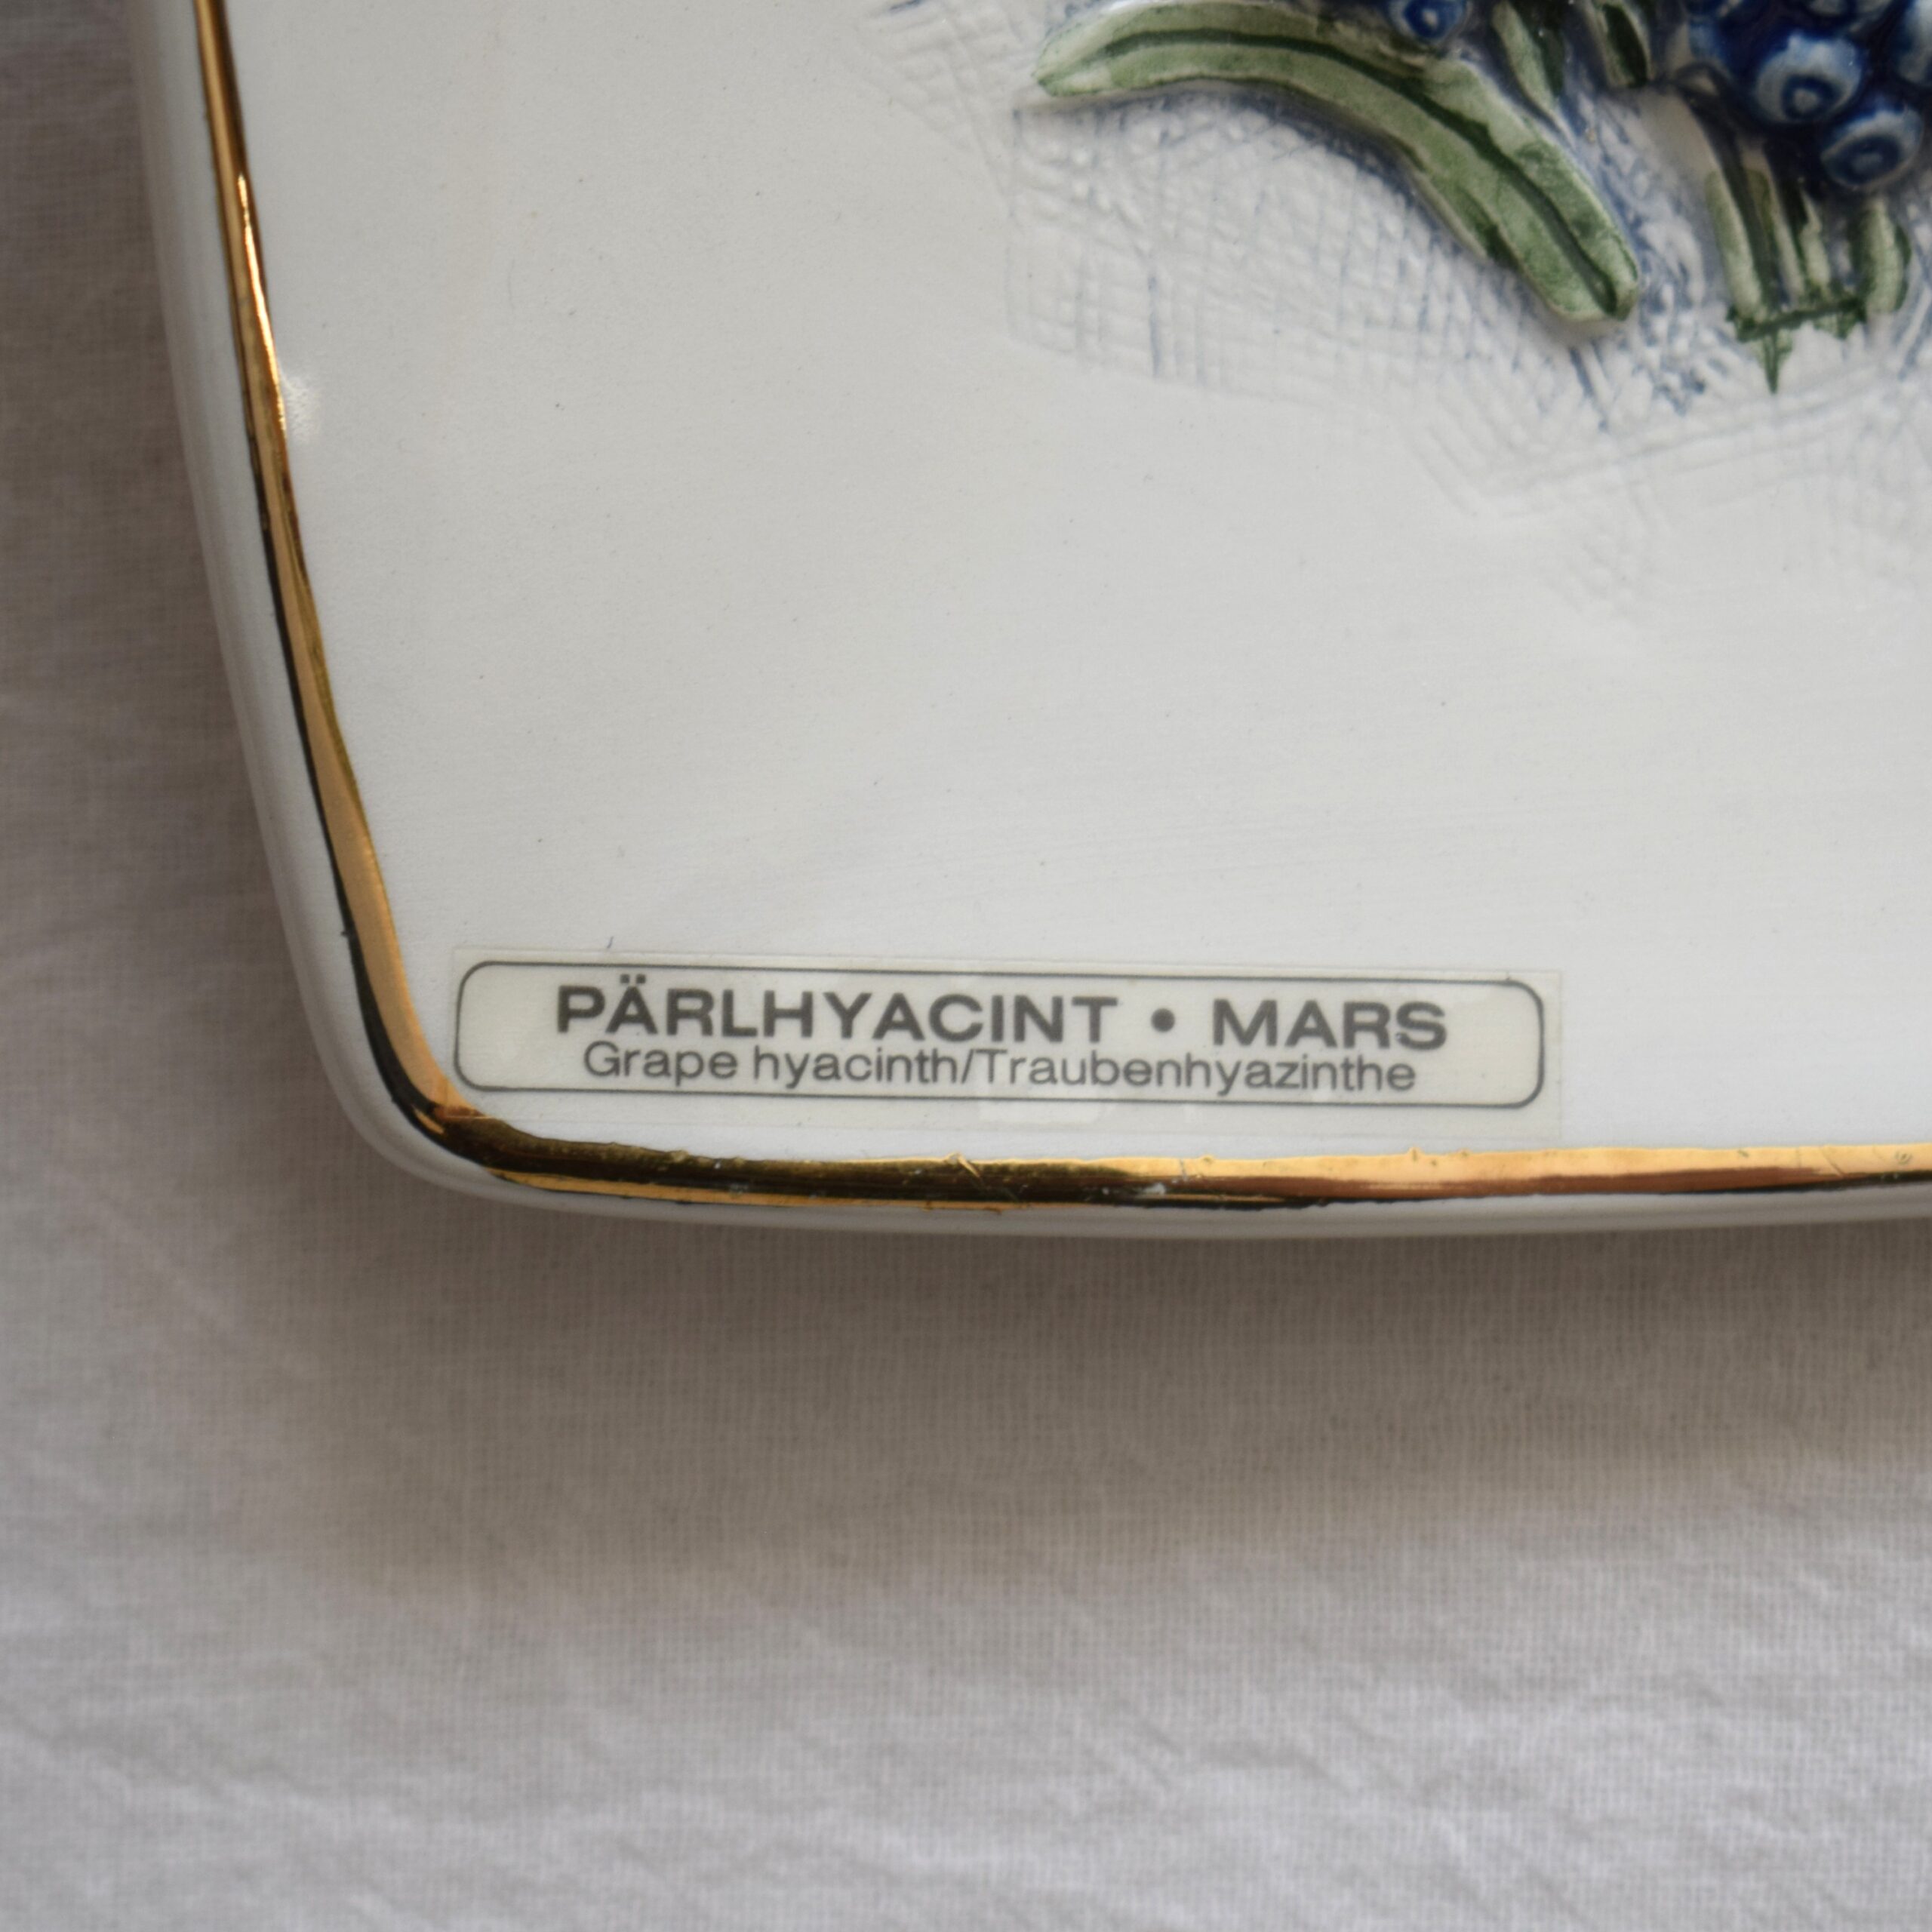 PÄRLHYACINT • MARS
Grape hyacinth/Traubenhyazinthe